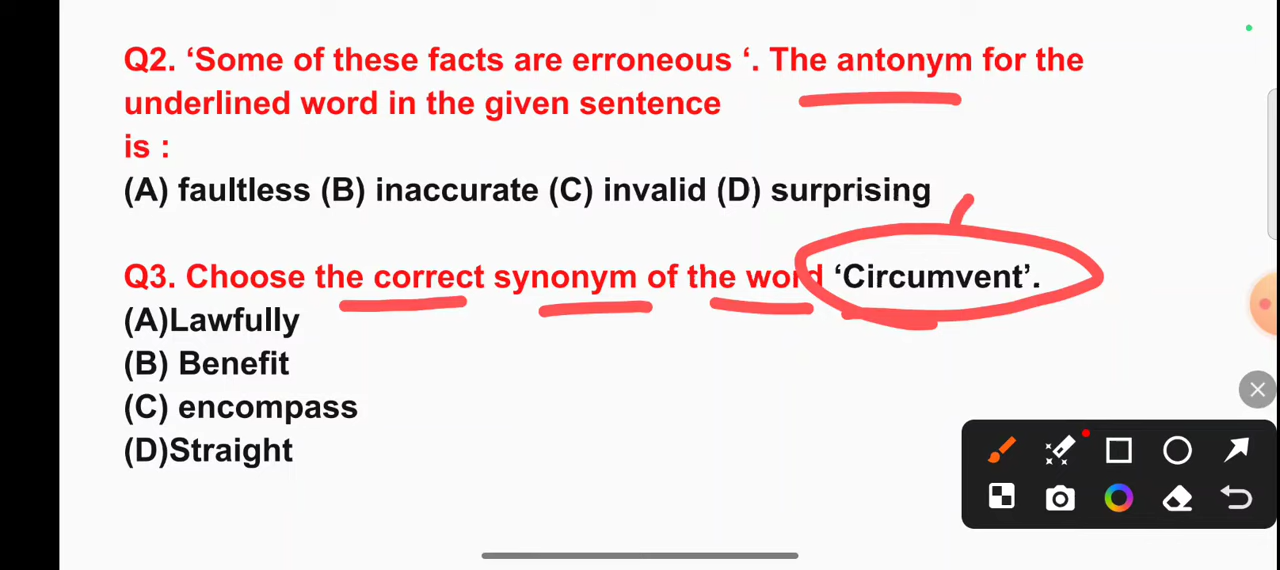 Q2. ‘Some of these facts are erroneous ‘. The antonym for the
underlined word in the given sentence
is :
(A) faultless (B) inaccurate (C) invalid (D) surprising
Q3. Choose the correct synonym of the word ‘Circumvent’.
(A)Lawfully
(B) Benefit
(C) encompass
(D)Straight